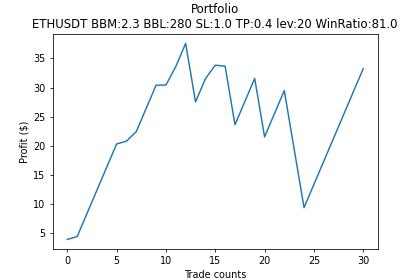 Portfolio
ETHUSDT BBM:2.3 BBL:280 SL:1.0 TP:0.4 lev:20 WinRatio:81.0
Profit ($)
35
30
25
20
15
10
5
0 5 10 15 20 25 30
Trade counts